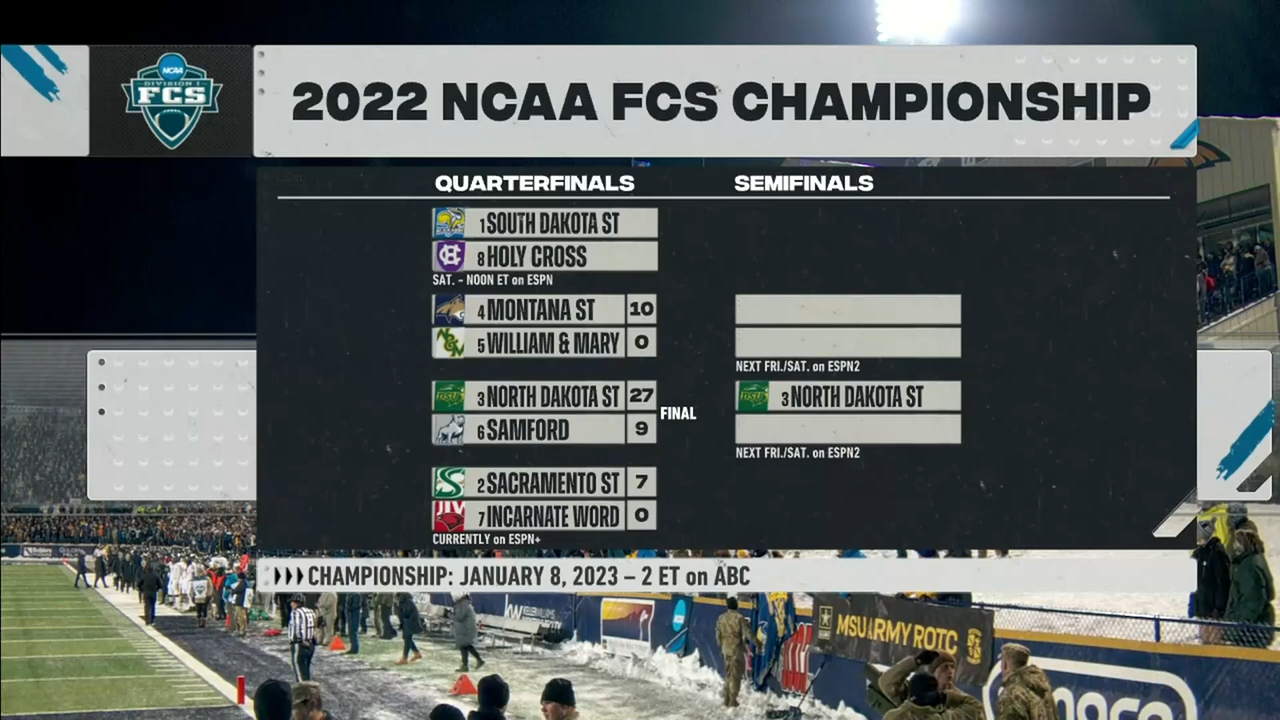 NCAA
DIVISION I
FCS
2022 NCAA FCS CHAMPIONSHIP
QUARTERFINALS
SEMIFINALS
1 SOUTH DAKOTA ST
8 HOLY CROSS
SAT. - NOON ET on ESPN
4 MONTANA ST 10
5 WILLIAM & MARY 0
NEXT FRI./SAT. on ESPN2
3 NORTH DAKOTA ST 27
6 SAMFORD 9
FINAL
3 NORTH DAKOTA ST
NEXT FRI./SAT. on ESPN2
2 SACRAMENTO ST 7
7 INCARNATE WORD 0
CURRENTLY on ESPN+
CHAMPIONSHIP: JANUARY 8, 2023 – 2 ET on ABC
MSU ARMY ROTC